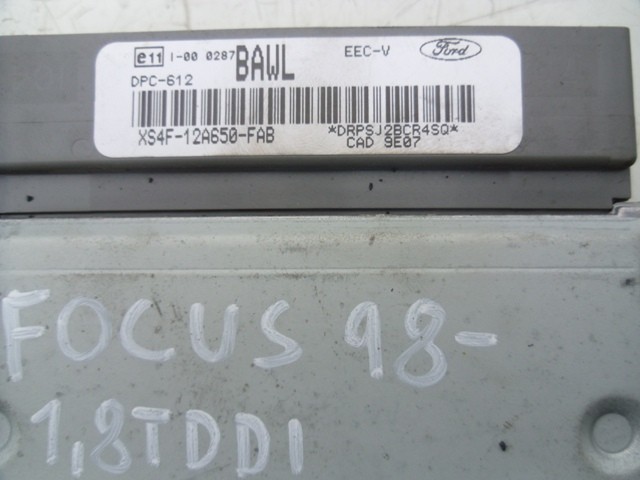 e11 I-00 0287 BAWL EEC-V Ford
DPC-612
XS4F-12A650-FAB *DRPSJ2BCR4SQ*
CAD 9E07
FOCUS 98-
1,8TDDI